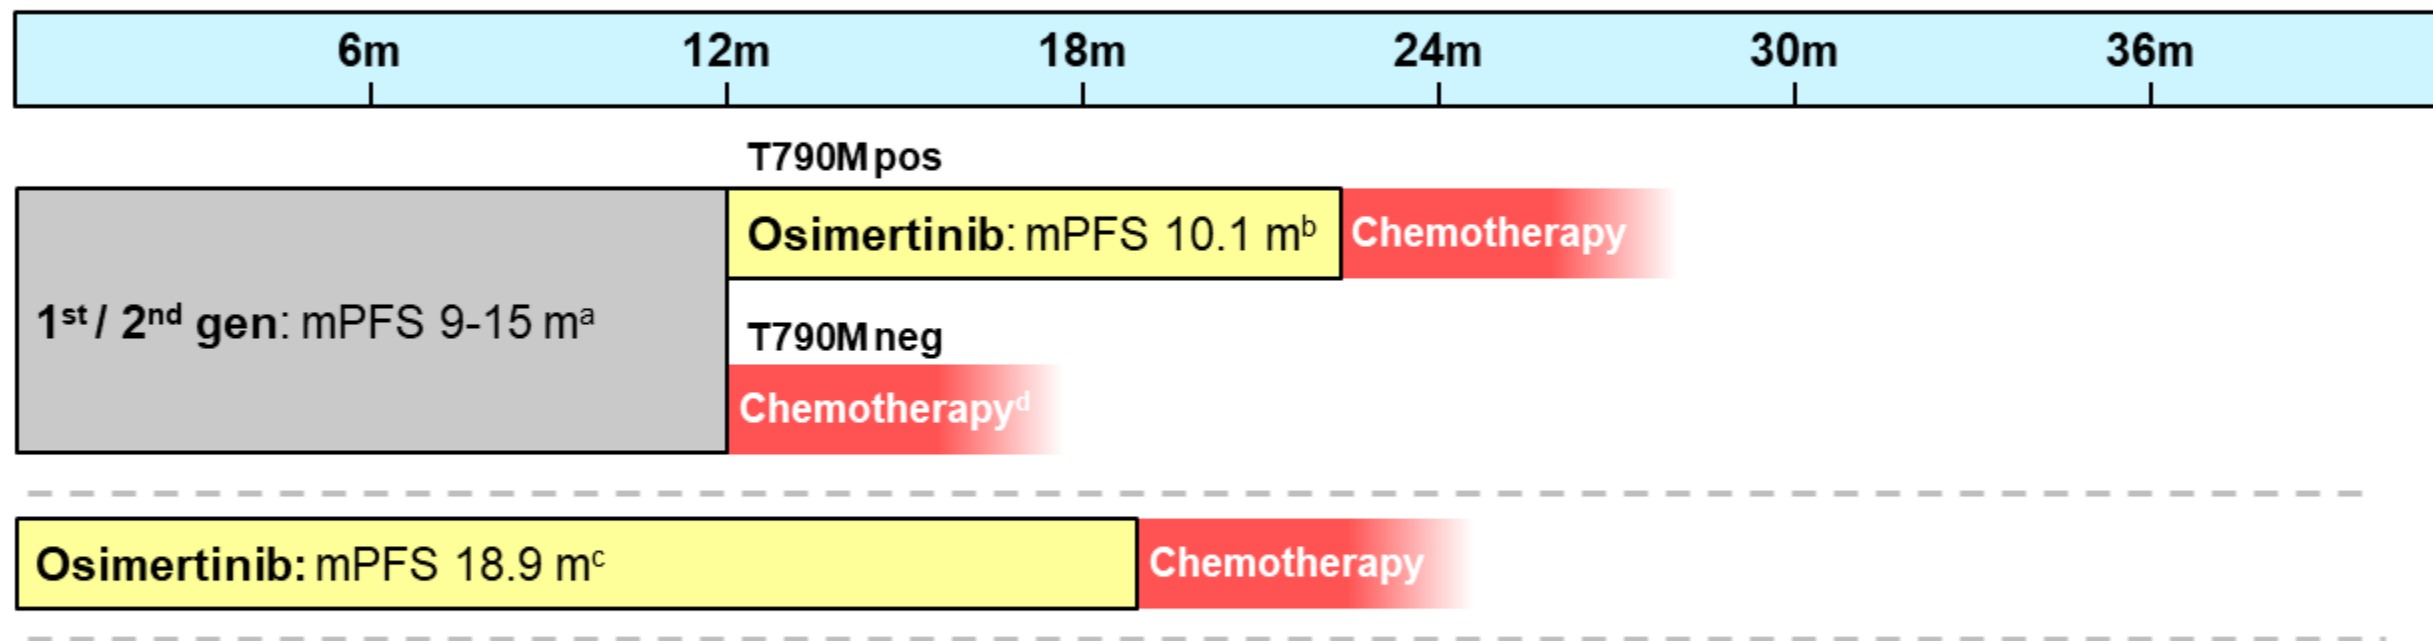 6m 12m 18m 24m 30m 36m
T790M pos
Osimertinib: mPFS 10.1 mᵇ Chemotherapy
1ˢᵗ / 2ⁿᵈ gen: mPFS 9-15 mᵃ
T790M neg
Chemotherapyᵈ
Osimertinib: mPFS 18.9 mᶜ Chemotherapy